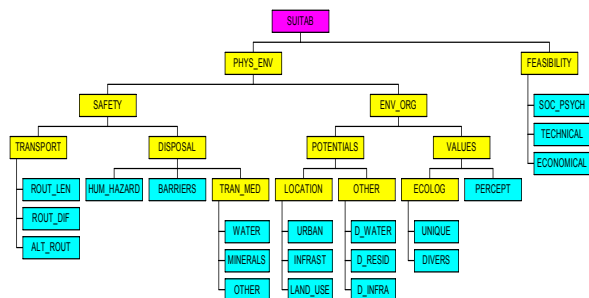 SUITAB
PHYS_ENV
FEASIBILITY
SAFETY
ENV_ORG
SOC_PSYCH
TECHNICAL
ECONOMICAL
TRANSPORT
DISPOSAL
POTENTIALS
VALUES
ROUT_LEN
HUM_HAZARD
BARRIERS
TRAN_MED
LOCATION
OTHER
ECOLOG
PERCEPT
ROUT_DIF
ALT_ROUT
WATER
URBAN
D_WATER
UNIQUE
MINERALS
INFRAST
D_RESID
DIVERS
OTHER
LAND_USE
D_INFRA